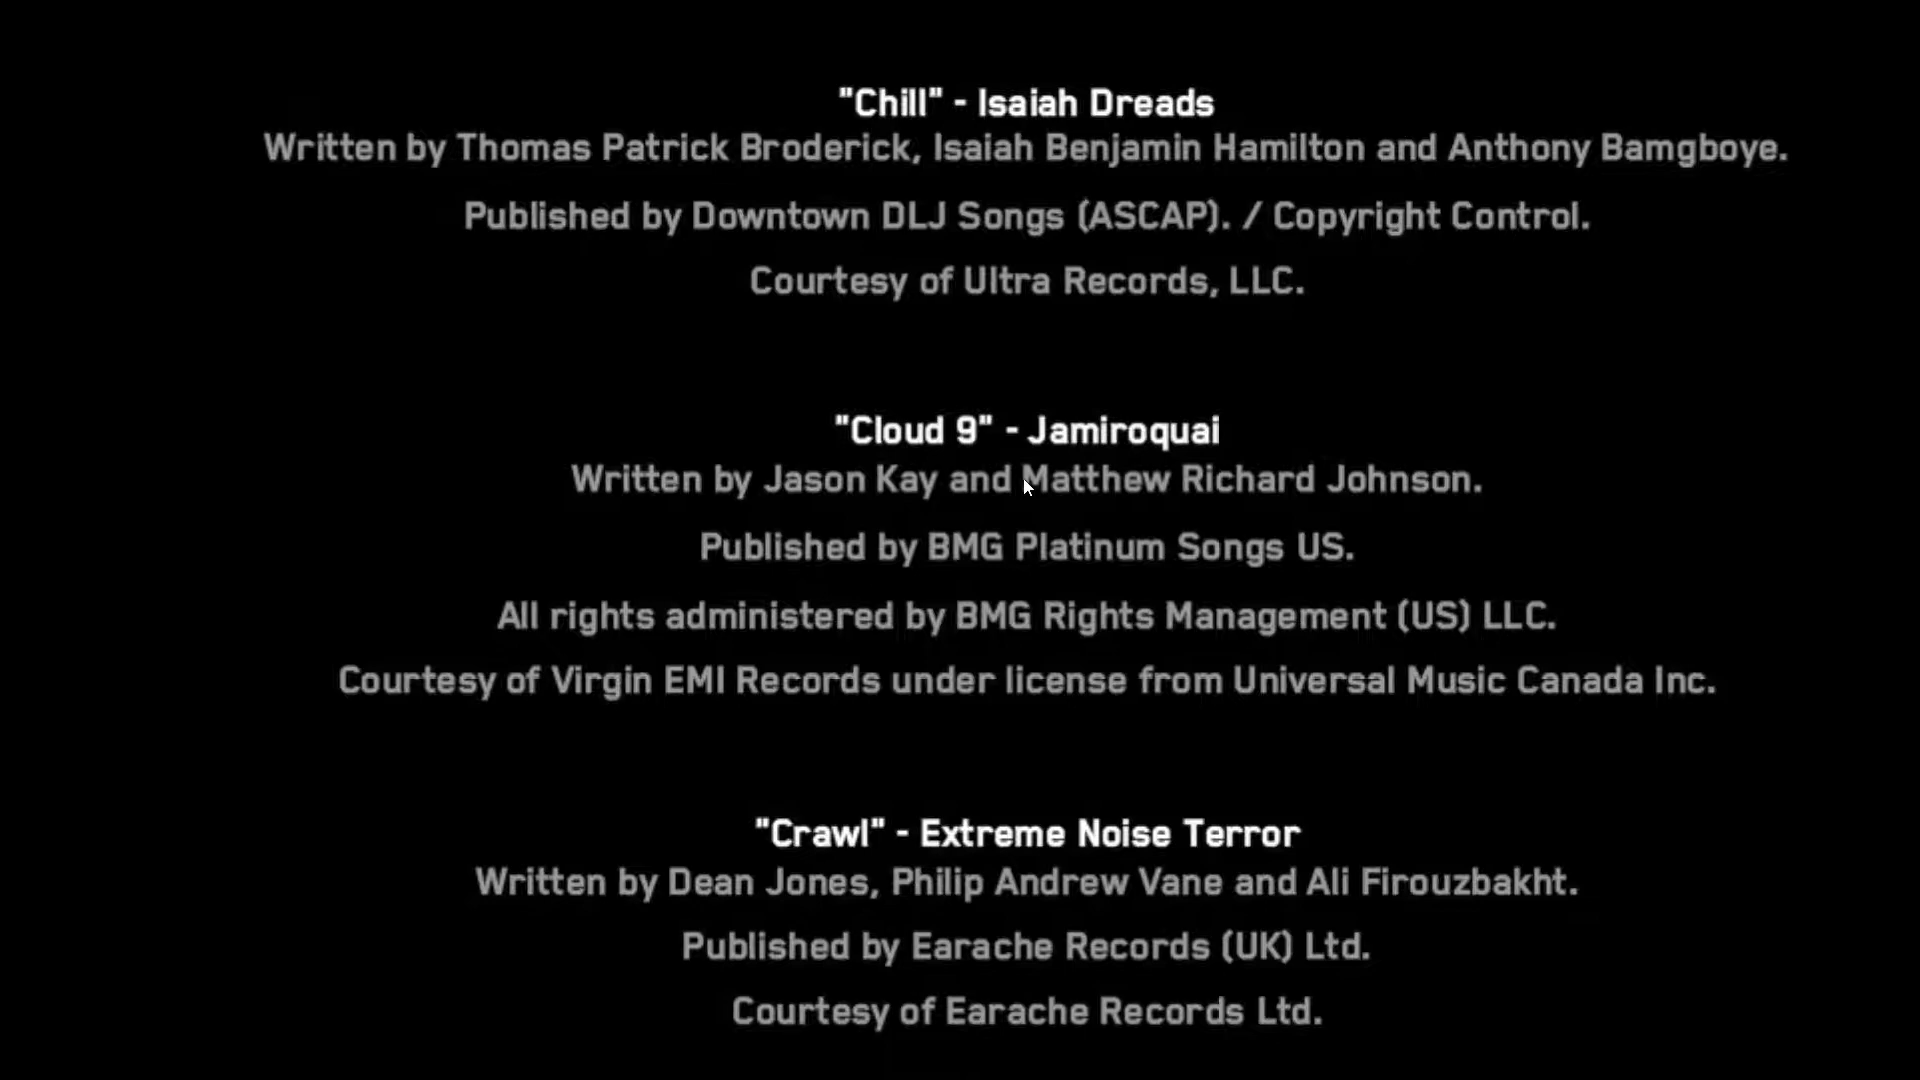 "Chill" - Isaiah Dreads
Written by Thomas Patrick Broderick, Isaiah Benjamin Hamilton and Anthony Bamgboye.
Published by Downtown DLJ Songs (ASCAP). / Copyright Control.
Courtesy of Ultra Records, LLC.
"Cloud 9" - Jamiroquai
Written by Jason Kay and Matthew Richard Johnson.
Published by BMG Platinum Songs US.
All rights administered by BMG Rights Management (US) LLC.
Courtesy of Virgin EMI Records under license from Universal Music Canada Inc.
"Crawl" - Extreme Noise Terror
Written by Dean Jones, Philip Andrew Vane and Ali Firouzbakht.
Published by Earache Records (UK) Ltd.
Courtesy of Earache Records Ltd.